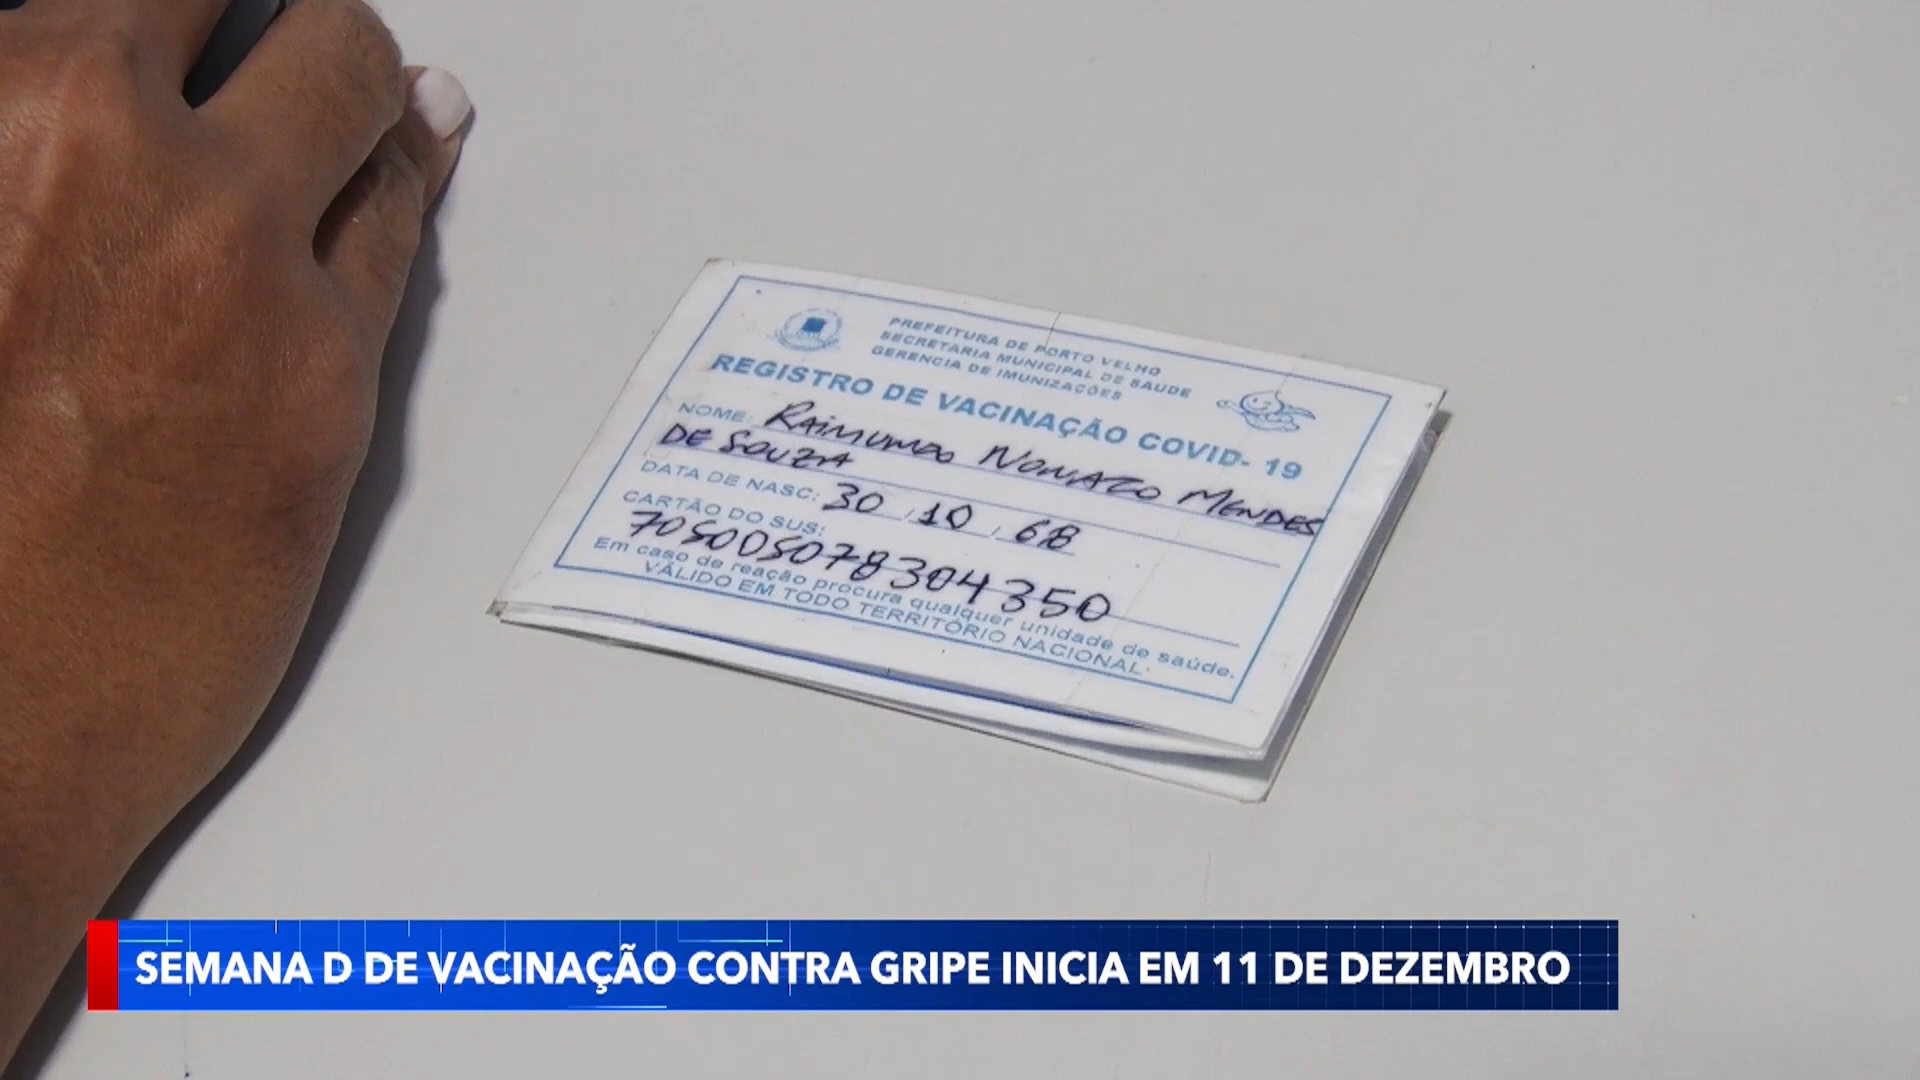 PREFEITURA DE PORTO VELHO
SECRETARIA MUNICIPAL DE SAUDE
GERENCIA DE IMUNIZAÇÕES
REGISTRO DE VACINAÇÃO COVID- 19
NOME: RAIMUNDO NONATO MENDES
DE SOUZA
DATA DE NASC: 30, 10, 68
CARTÃO DO SUS:
705005078304350
Em caso de reação procura qualquer unidade de saúde.
VÁLIDO EM TODO TERRITÓRIO NACIONAL.
SEMANA D DE VACINAÇÃO CONTRA GRIPE INICIA EM 11 DE DEZEMBRO